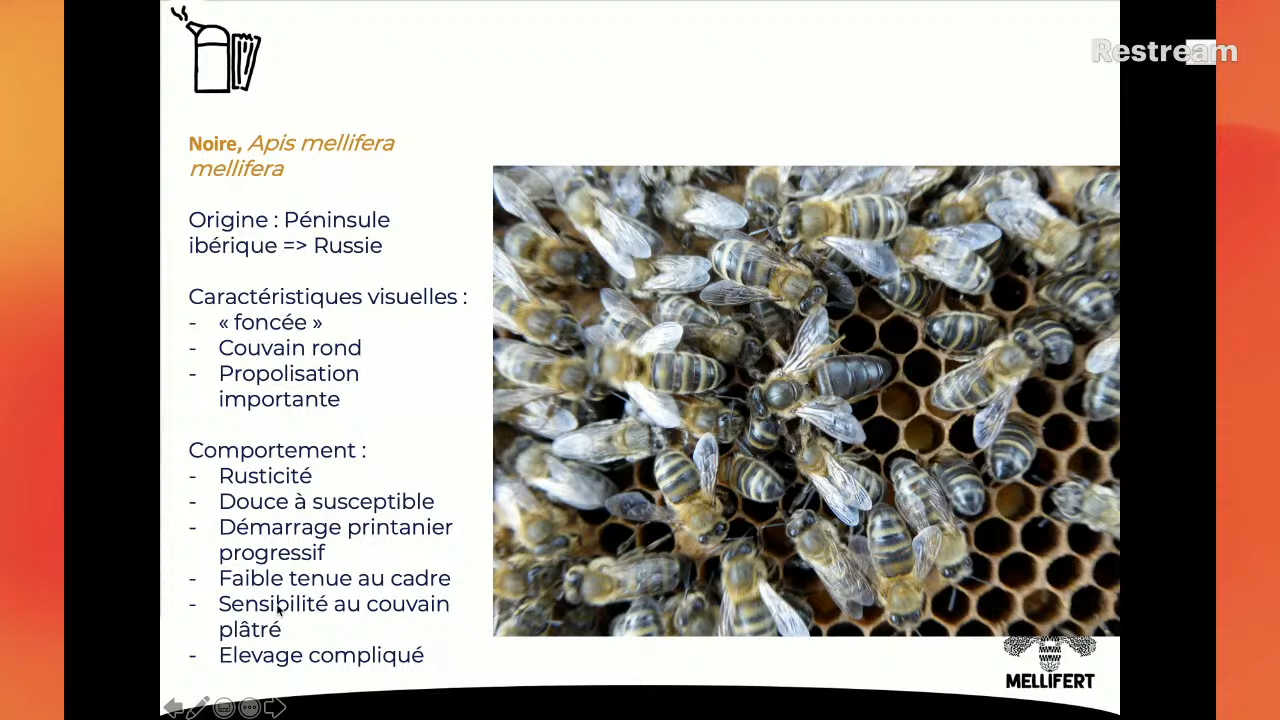 Restream
Noire, Apis mellifera
mellifera
Origine : Péninsule
ibérique => Russie
Caractéristiques visuelles :
- « foncée »
- Couvain rond
- Propolisation
importante
Comportement :
- Rusticité
- Douce à susceptible
- Démarrage printanier
progressif
- Faible tenue au cadre
- Sensibilité au couvain
plâtré
- Elevage compliqué
MELLIFERT